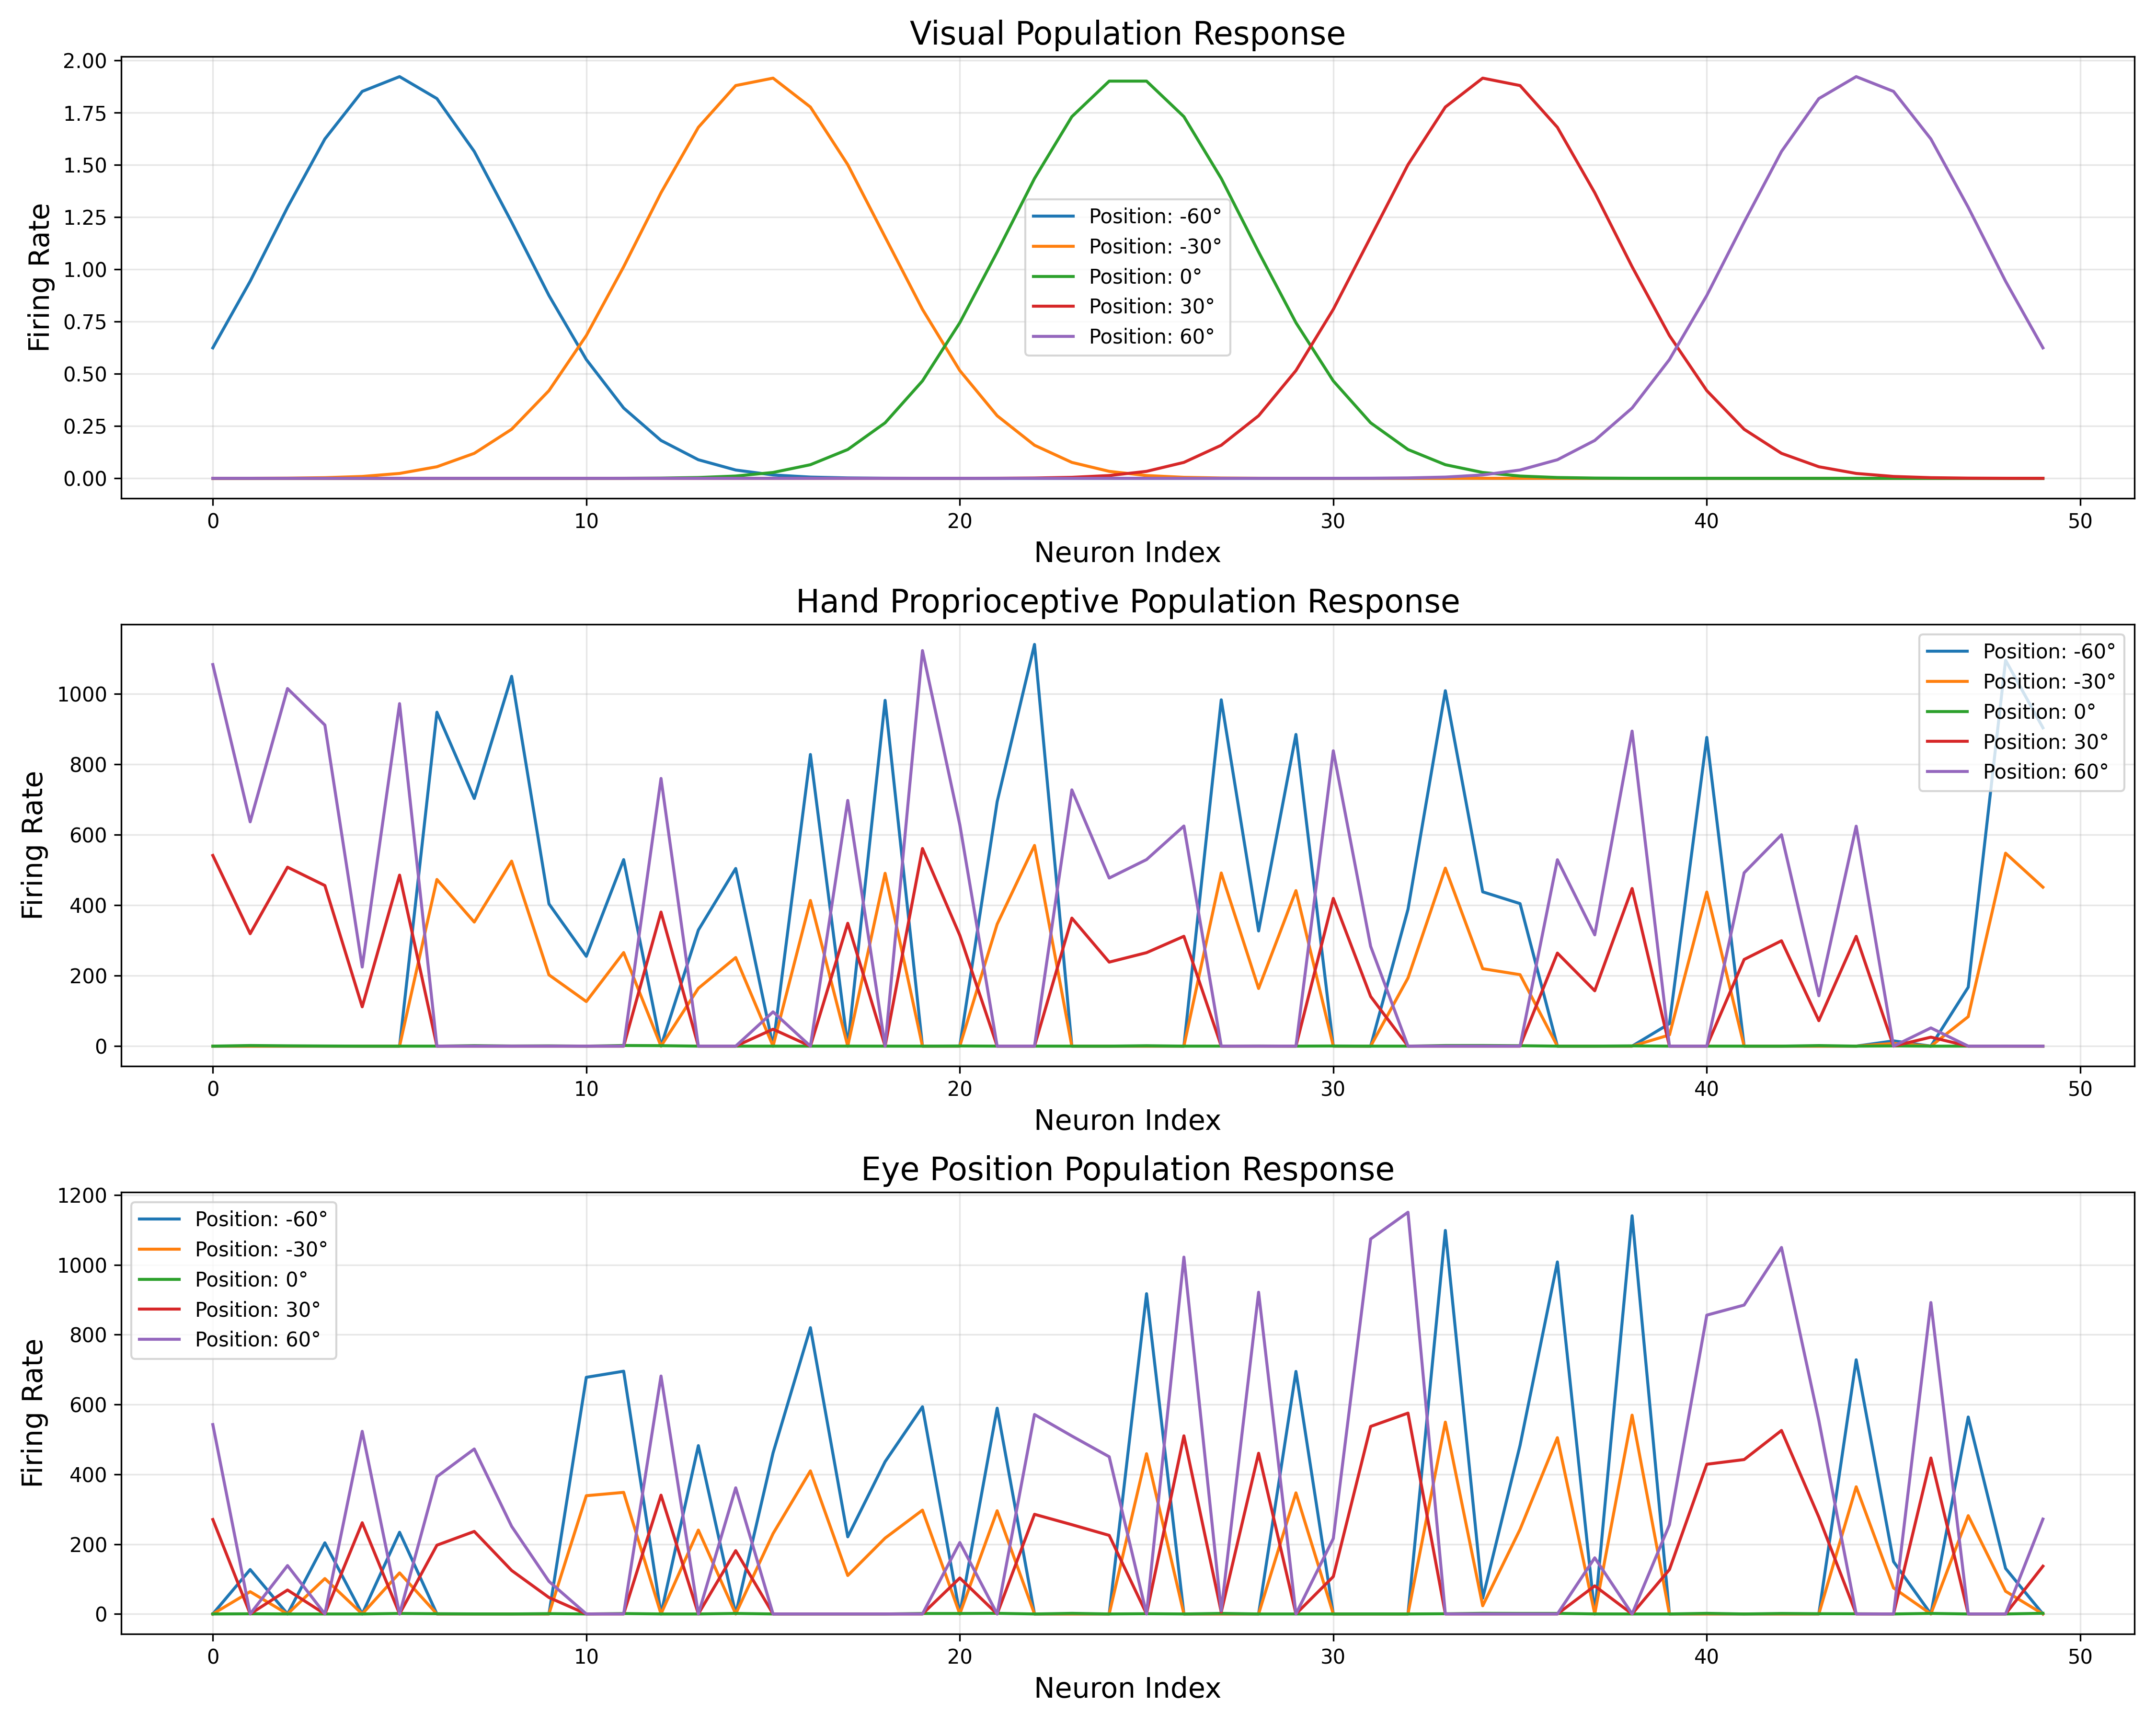 Visual Population Response
Firing Rate
2.00
1.75
1.50
1.25
1.00
0.75
0.50
0.25
0.00
Position: -60°
Position: -30°
Position: 0°
Position: 30°
Position: 60°
0 10 20 30 40 50
Neuron Index
Hand Proprioceptive Population Response
Firing Rate
1000
800
600
400
200
0
Position: -60°
Position: -30°
Position: 0°
Position: 30°
Position: 60°
0 10 20 30 40 50
Neuron Index
Eye Position Population Response
Firing Rate
1200
1000
800
600
400
200
0
Position: -60°
Position: -30°
Position: 0°
Position: 30°
Position: 60°
0 10 20 30 40 50
Neuron Index